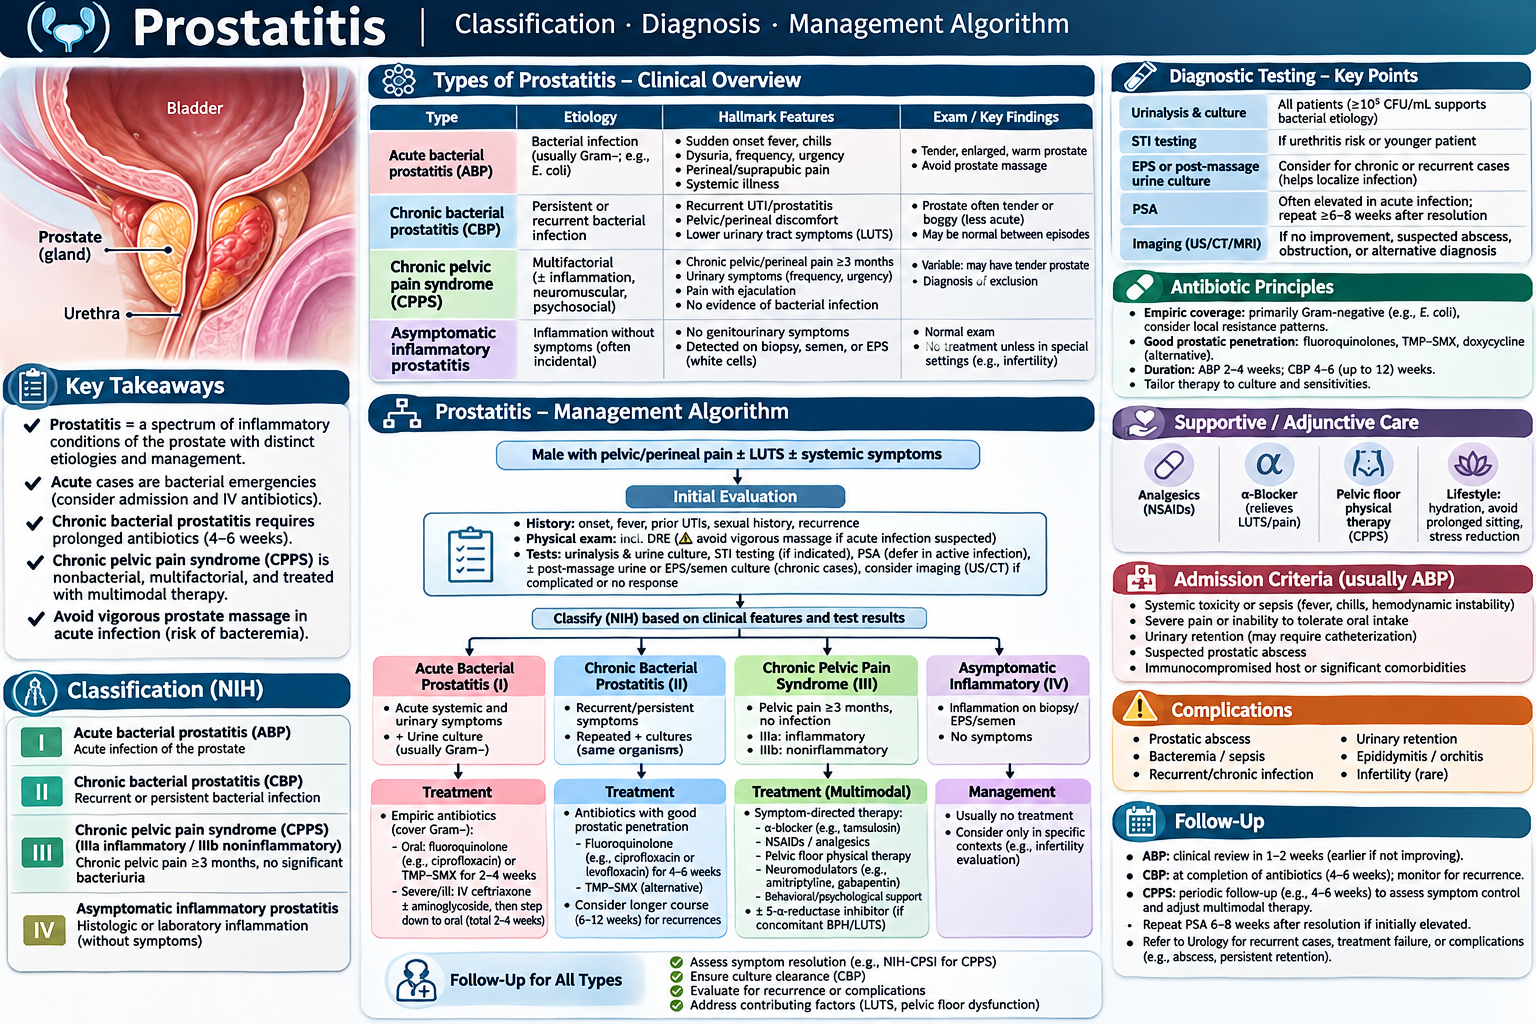 Prostatitis | Classification · Diagnosis · Management Algorithm
Bladder
Prostate
(gland)
Urethra
Key Takeaways
✔ Prostatitis = a spectrum of inflammatory
conditions of the prostate with distinct
etiologies and management.
✔ Acute cases are bacterial emergencies
(consider admission and IV antibiotics).
✔ Chronic bacterial prostatitis requires
prolonged antibiotics (4–6 weeks).
✔ Chronic pelvic pain syndrome (CPPS) is
nonbacterial, multifactorial, and treated
with multimodal therapy.
✔ Avoid vigorous prostate massage in
acute infection (risk of bacteremia).
Classification (NIH)
I
Acute bacterial prostatitis (ABP)
Acute infection of the prostate
II
Chronic bacterial prostatitis (CBP)
Recurrent or persistent bacterial infection
III
Chronic pelvic pain syndrome (CPPS)
(IIIa inflammatory / IIIb noninflammatory)
Chronic pelvic pain ≥3 months, no significant
bacteriuria
IV
Asymptomatic inflammatory prostatitis
Histologic or laboratory inflammation
(without symptoms)
Types of Prostatitis – Clinical Overview
Type
Etiology
Hallmark Features
Exam / Key Findings
Acute bacterial
prostatitis (ABP)
Bacterial infection
(usually Gram–; e.g.,
E. coli)
• Sudden onset fever, chills
• Dysuria, frequency, urgency
• Perineal/suprapubic pain
• Systemic illness
• Tender, enlarged, warm prostate
• Avoid prostate massage
Chronic bacterial
prostatitis (CBP)
Persistent or
recurrent bacterial
infection
• Recurrent UTI/prostatitis
• Pelvic/perineal discomfort
• Lower urinary tract symptoms (LUTS)
• Prostate often tender or
boggy (less acute)
• May be normal between episodes
Chronic pelvic
pain syndrome
(CPPS)
Multifactorial
(± inflammation,
neuromuscular,
psychosocial)
• Chronic pelvic/perineal pain ≥3 months
• Urinary symptoms (frequency, urgency)
• Pain with ejaculation
• No evidence of bacterial infection
• Variable: may have tender prostate
• Diagnosis of exclusion
Asymptomatic
inflammatory
prostatitis
Inflammation without
symptoms (often
incidental)
• No genitourinary symptoms
• Detected on biopsy, semen, or EPS
(white cells)
• Normal exam
• No treatment unless in special
settings (e.g., infertility)
Prostatitis – Management Algorithm
Male with pelvic/perineal pain ± LUTS ± systemic symptoms
Initial Evaluation
• History: onset, fever, prior UTIs, sexual history, recurrence
• Physical exam: incl. DRE (⚠ avoid vigorous massage if acute infection suspected)
• Tests: urinalysis & urine culture, STI testing (if indicated), PSA (defer in active infection),
± post-massage urine or EPS/semen culture (chronic cases), consider imaging (US/CT) if
complicated or no response
Classify (NIH) based on clinical features and test results
Acute Bacterial
Prostatitis (I)
• Acute systemic and
urinary symptoms
• + Urine culture
(usually Gram–)
Treatment
• Empiric antibiotics
(cover Gram–):
– Oral: fluoroquinolone
(e.g., ciprofloxacin) or
TMP–SMX for 2–4 weeks
– Severe/ill: IV ceftriaxone
± aminoglycoside, then step
down to oral (total 2–4 weeks)
Chronic Bacterial
Prostatitis (II)
• Recurrent/persistent
symptoms
• Repeated + cultures
(same organisms)
Treatment
• Antibiotics with good
prostatic penetration
– Fluoroquinolone
(e.g., ciprofloxacin or
levofloxacin) for 4–6 weeks
– TMP–SMX (alternative)
• Consider longer course
(6–12 weeks) for recurrences
Chronic Pelvic Pain
Syndrome (III)
• Pelvic pain ≥3 months,
no infection
• IIIa: inflammatory
• IIIb: noninflammatory
Treatment (Multimodal)
• Symptom-directed therapy:
– α-blocker (e.g., tamsulosin)
– NSAIDs / analgesics
– Pelvic floor physical therapy
– Neuromodulators (e.g.,
amitriptyline, gabapentin)
– Behavioral/psychological support
• ± 5-α-reductase inhibitor (if
concomitant BPH/LUTS)
Asymptomatic
Inflammatory (IV)
• Inflammation on biopsy/
EPS/semen
• No symptoms
Management
• Usually no treatment
• Consider only in specific
contexts (e.g., infertility
evaluation)
Follow-Up for All Types
Assess symptom resolution (e.g., NIH-CPSI for CPPS)
Ensure culture clearance (CBP)
Evaluate for recurrence or complications
Address contributing factors (LUTS, pelvic floor dysfunction)
Diagnostic Testing – Key Points
Urinalysis & culture
All patients (≥10⁵ CFU/mL supports
bacterial etiology)
STI testing
If urethritis risk or younger patient
EPS or post-massage
urine culture
Consider for chronic or recurrent cases
(helps localize infection)
PSA
Often elevated in acute infection;
repeat ≥6–8 weeks after resolution
Imaging (US/CT/MRI)
If no improvement, suspected abscess,
obstruction, or alternative diagnosis
Antibiotic Principles
• Empiric coverage: primarily Gram-negative (e.g., E. coli),
consider local resistance patterns.
• Good prostatic penetration: fluoroquinolones, TMP–SMX, doxycycline
(alternative).
• Duration: ABP 2–4 weeks; CBP 4–6 (up to 12) weeks.
• Tailor therapy to culture and sensitivities.
Supportive / Adjunctive Care
Analgesics
(NSAIDs)
α
α-Blocker
(relieves
LUTS/pain)
Pelvic floor
physical
therapy
(CPPS)
Lifestyle:
hydration, avoid
prolonged sitting,
stress reduction
Admission Criteria (usually ABP)
• Systemic toxicity or sepsis (fever, chills, hemodynamic instability)
• Severe pain or inability to tolerate oral intake
• Urinary retention (may require catheterization)
• Suspected prostatic abscess
• Immunocompromised host or significant comorbidities
Complications
• Prostatic abscess
• Bacteremia / sepsis
• Recurrent/chronic infection
• Urinary retention
• Epididymitis / orchitis
• Infertility (rare)
Follow-Up
• ABP: clinical review in 1–2 weeks (earlier if not improving).
• CBP: at completion of antibiotics (4–6 weeks); monitor for recurrence.
• CPPS: periodic follow-up (e.g., 4–6 weeks) to assess symptom control
and adjust multimodal therapy.
• Repeat PSA 6–8 weeks after resolution if initially elevated.
• Refer to Urology for recurrent cases, treatment failure, or complications
(e.g., abscess, persistent retention).